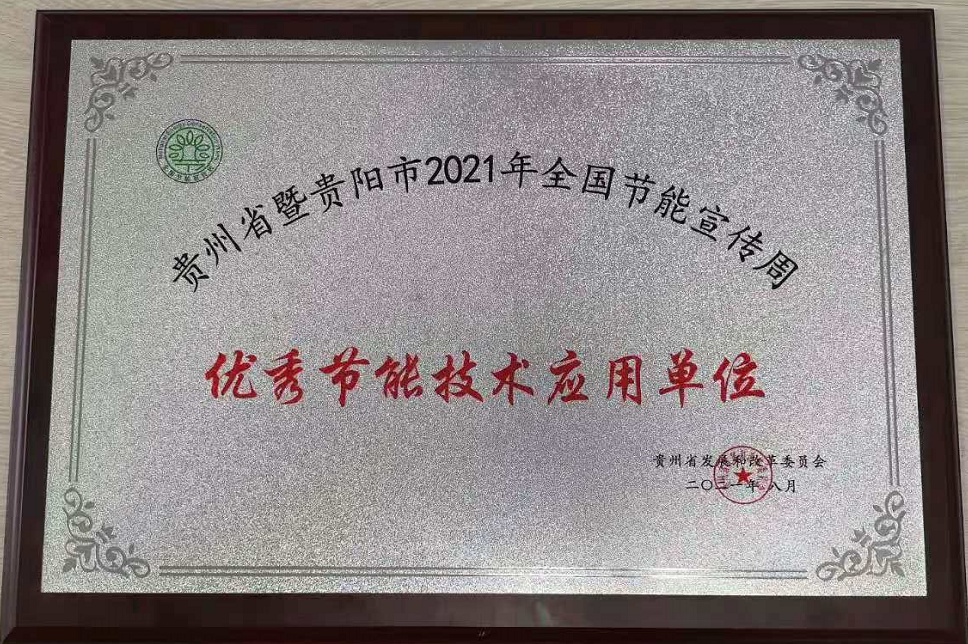 贵州省暨贵阳市2021年全国节能宣传周
优秀节能技术应用单位
贵州省发展和改革委员会
二〇二一年八月